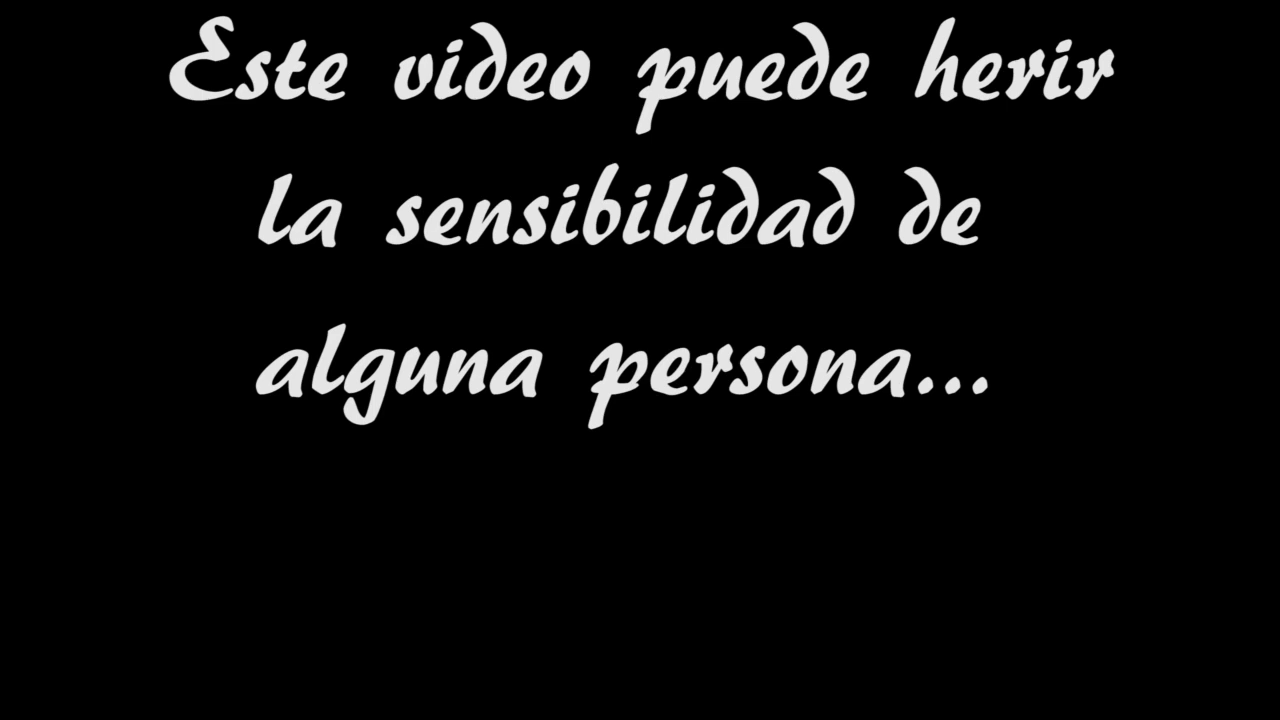 Este video puede herir
la sensibilidad de
alguna persona...